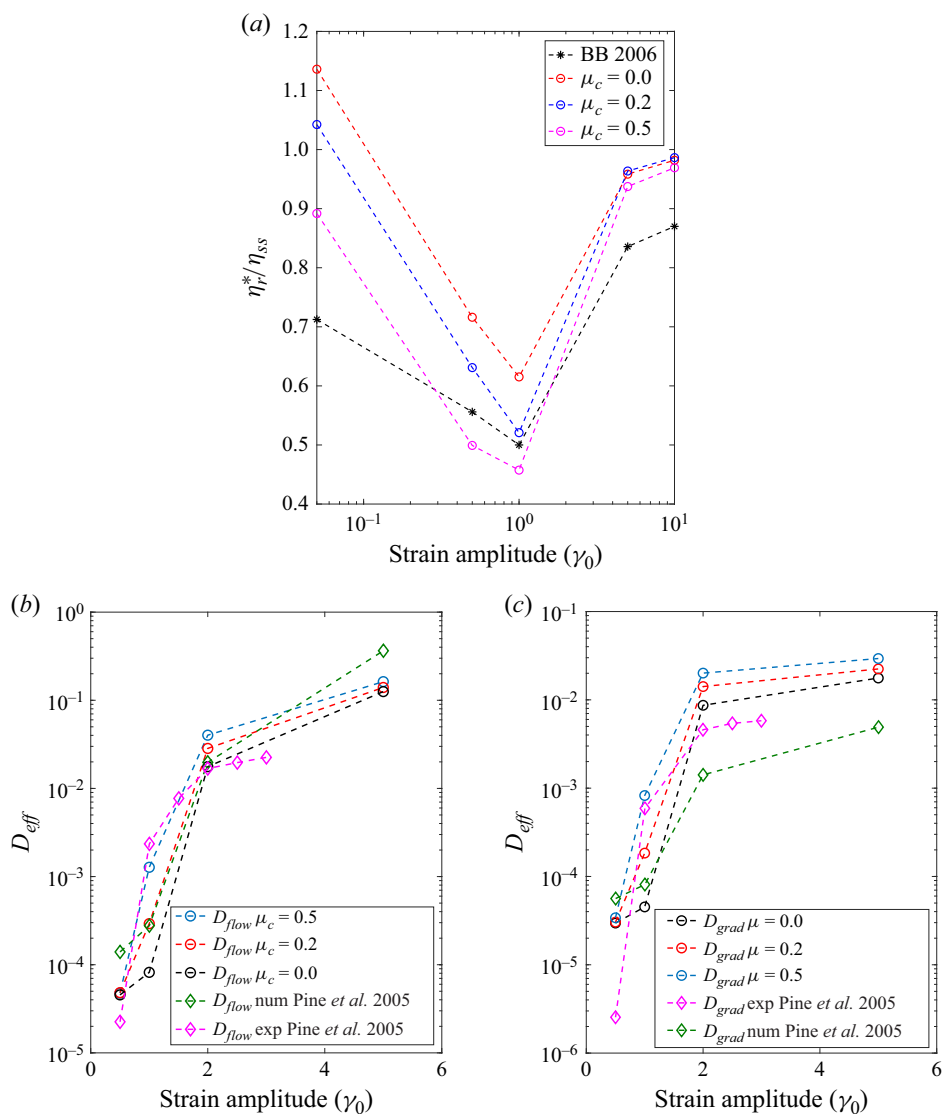 (a)
1.2
1.1
1.0
0.9
0.8
0.7
0.6
0.5
0.4
η*r/ηss
BB 2006
μc = 0.0
μc = 0.2
μc = 0.5
10−1
100
101
Strain amplitude (γ0)
(b)
100
10−1
10−2
10−3
10−4
10−5
Deff
Dflow μc = 0.5
Dflow μc = 0.2
Dflow μc = 0.0
Dflow num Pine et al. 2005
Dflow exp Pine et al. 2005
0 2 4 6
Strain amplitude (γ0)
(c)
10−1
10−2
10−3
10−4
10−5
10−6
Deff
Dgrad μ = 0.0
Dgrad μ = 0.2
Dgrad μ = 0.5
Dgrad exp Pine et al. 2005
Dgrad num Pine et al. 2005
0 2 4 6
Strain amplitude (γ0)